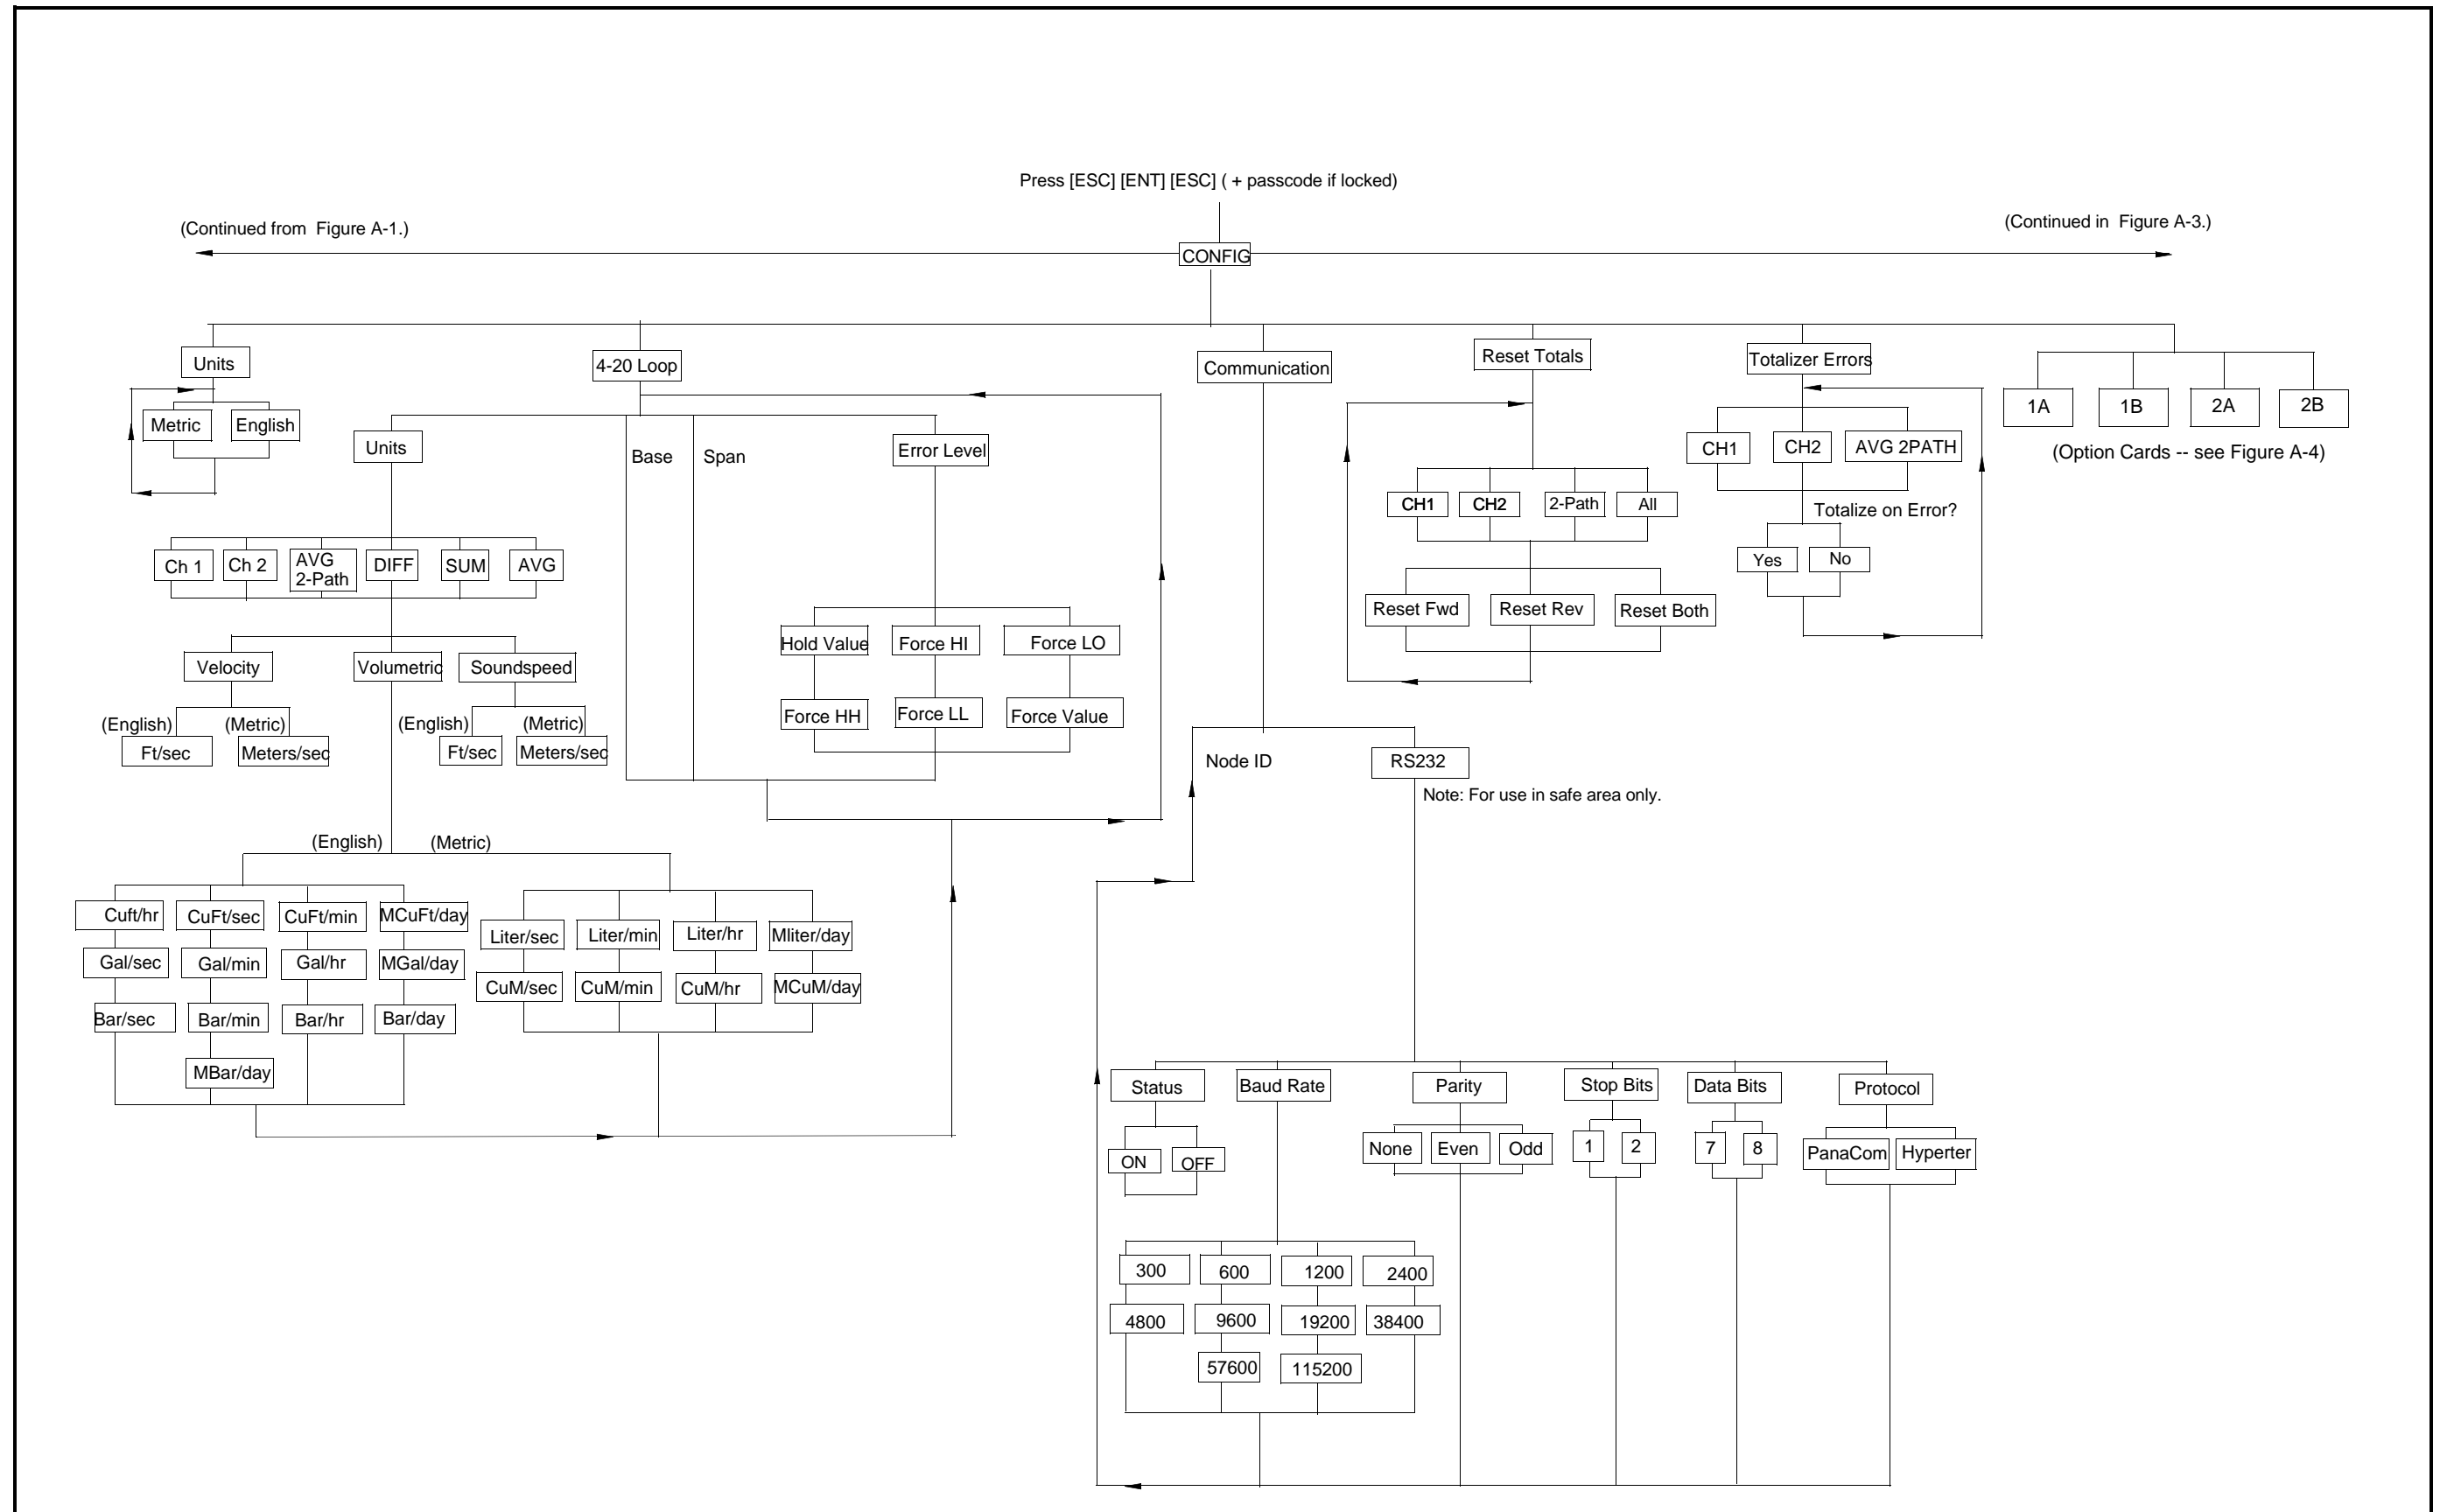 Press [ESC] [ENT] [ESC] ( + passcode if locked)
(Continued from Figure A-1.)
(Continued in Figure A-3.)
CONFIG
Units
4-20 Loop
Communication
Reset Totals
Totalizer Errors
1A
1B
2A
2B
(Option Cards -- see Figure A-4)
Metric
English
Units
Base
Span
Error Level
CH1
CH2
AVG 2PATH
CH1
CH2
2-Path
All
Totalize on Error?
Yes
No
Ch 1
Ch 2
AVG
2-Path
DIFF
SUM
AVG
Reset Fwd
Reset Rev
Reset Both
Hold Value
Force HI
Force LO
Velocity
Volumetric
Soundspeed
Force HH
Force LL
Force Value
(English)
(Metric)
(English)
(Metric)
Ft/sec
Meters/sec
Ft/sec
Meters/sec
Node ID
RS232
Note: For use in safe area only.
(English)
(Metric)
Cuft/hr
CuFt/sec
CuFt/min
MCuFt/day
Liter/sec
Liter/min
Liter/hr
Mliter/day
Gal/sec
Gal/min
Gal/hr
MGal/day
CuM/sec
CuM/min
CuM/hr
MCuM/day
Bar/sec
Bar/min
Bar/hr
Bar/day
MBar/day
Status
Baud Rate
Parity
Stop Bits
Data Bits
Protocol
ON
OFF
None
Even
Odd
1
2
7
8
PanaCom
Hyperter
300
600
1200
2400
4800
9600
19200
38400
57600
115200